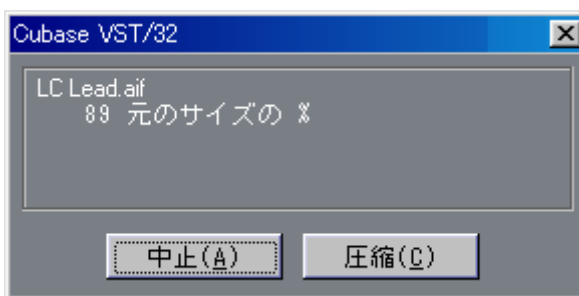 Cubase VST/32
LC Lead.aif
89 元のサイズの %
中止(A)
圧縮(C)